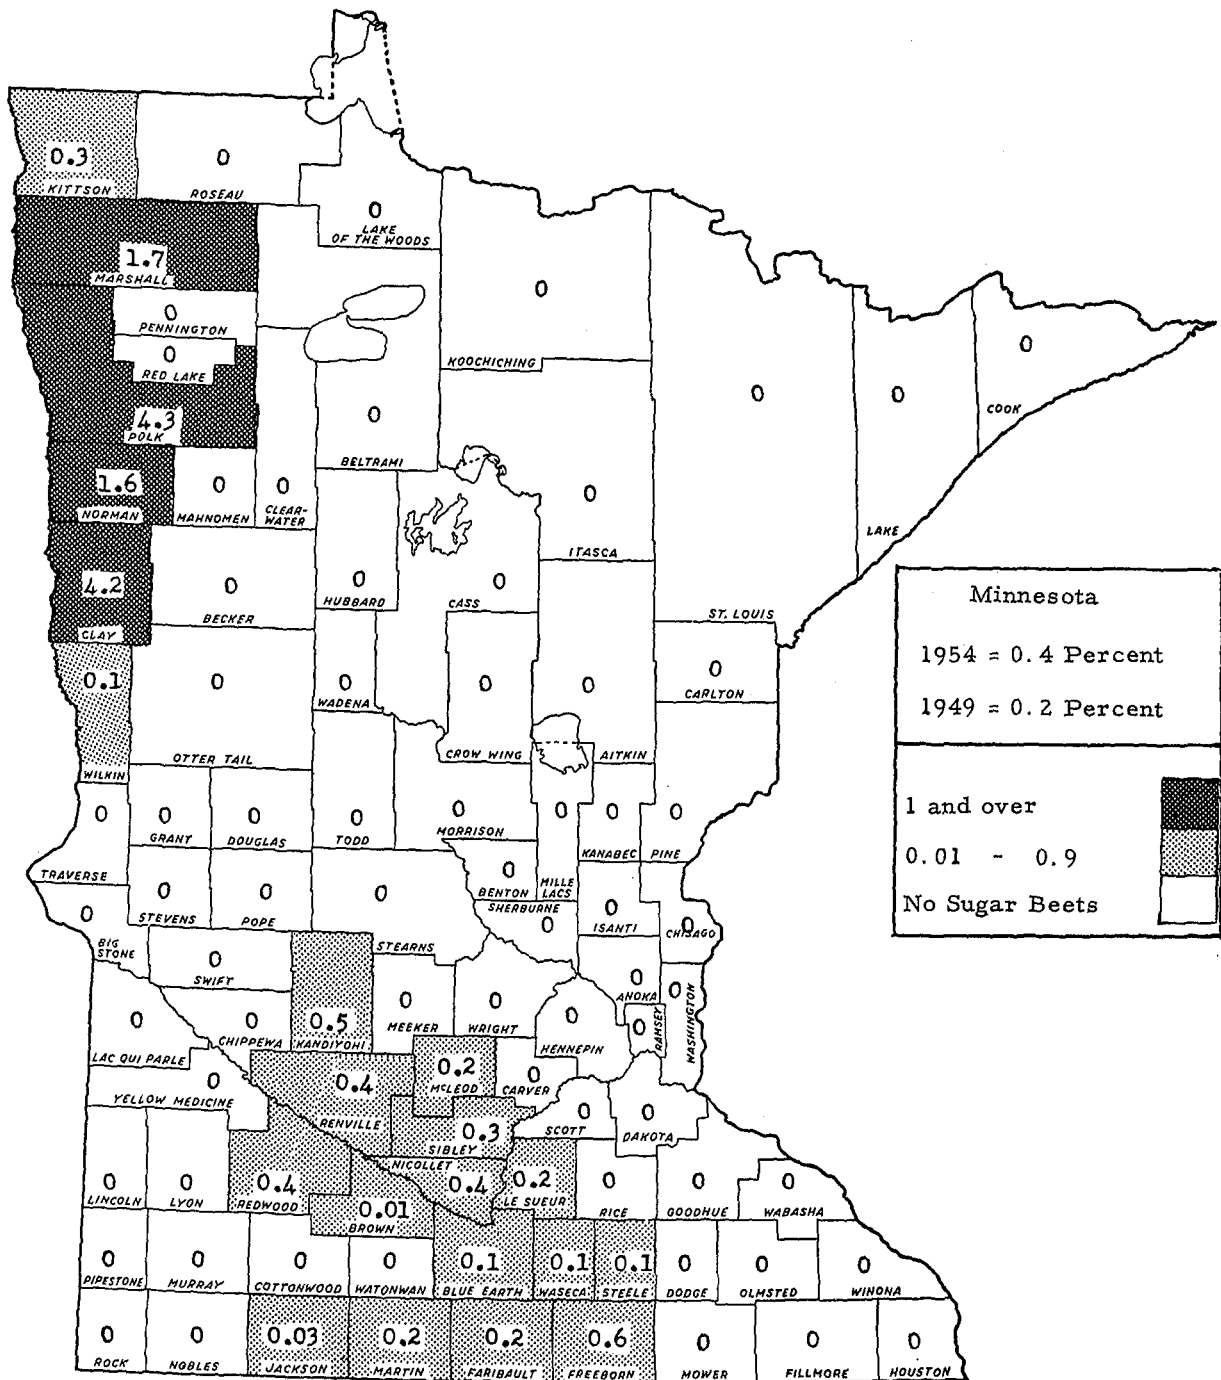 0.3
KITTSON
0
ROSEAU
0
LAKE
OF THE WOODS
1.7
MARSHALL
0
PENNINGTON
0
RED LAKE
4.3
POLK
0
BELTRAMI
0
KOOCHICHING
0
ST. LOUIS
0
LAKE
0
COOK
1.6
NORMAN
0
MAHNOMEN
0
CLEAR-
WATER
0
ITASCA
4.2
CLAY
0
BECKER
0
HUBBARD
0
CASS
0.1
WILKIN
0
OTTER TAIL
0
WADENA
0
CROW WING
0
AITKIN
0
CARLTON
Minnesota
1954 = 0.4 Percent
1949 = 0.2 Percent
1 and over
0.01 - 0.9
No Sugar Beets
0
TRAVERSE
0
GRANT
0
DOUGLAS
0
TODD
0
MORRISON
0
MILLE
LACS
0
KANABEC
0
PINE
0
BIG
STONE
0
STEVENS
0
POPE
0
STEARNS
0
BENTON
SHERBURNE
0
0
ISANTI
0
CHISAGO
0
SWIFT
0
LAC QUI PARLE
0
CHIPPEWA
0.5
KANDIYOHI
0
MEEKER
0
WRIGHT
0
HENNEPIN
0
ANOKA
0
RAMSEY
0
WASHINGTON
0
YELLOW MEDICINE
0.4
RENVILLE
0.2
McLEOD
0
CARVER
0.3
SIBLEY
0
SCOTT
0
DAKOTA
0
LINCOLN
0
LYON
0.4
REDWOOD
0.01
BROWN
NICOLLET
0.4
0.2
LE SUEUR
0
RICE
0
GOODHUE
0
WABASHA
0
PIPESTONE
0
MURRAY
0
COTTONWOOD
0
WATONWAN
0.1
BLUE EARTH
0.1
WASECA
0.1
STEELE
0
DODGE
0
OLMSTED
0
WINONA
0
ROCK
0
NOBLES
0.03
JACKSON
0.2
MARTIN
0.2
FARIBAULT
0.6
FREEBORN
0
MOWER
0
FILLMORE
0
HOUSTON